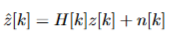 ẑ[k] = H[k]z[k] + n[k]